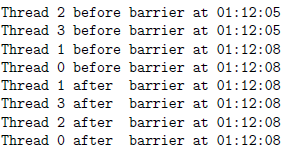 Thread 2 before barrier at 01:12:05
Thread 3 before barrier at 01:12:05
Thread 1 before barrier at 01:12:08
Thread 0 before barrier at 01:12:08
Thread 1 after  barrier at 01:12:08
Thread 3 after  barrier at 01:12:08
Thread 2 after  barrier at 01:12:08
Thread 0 after  barrier at 01:12:08